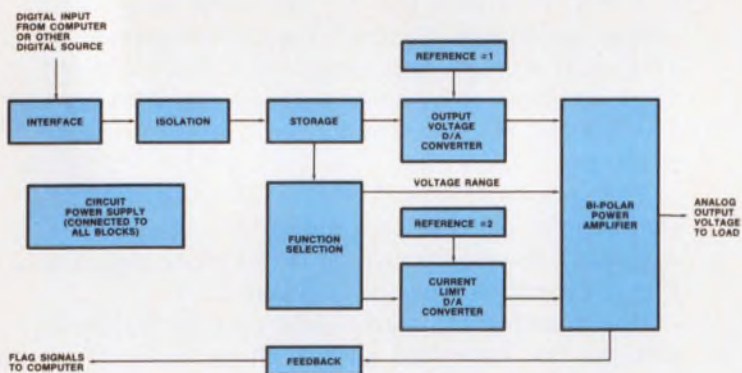 DIGITAL INPUT
FROM COMPUTER
OR OTHER
DIGITAL SOURCE
REFERENCE #1
INTERFACE
ISOLATION
STORAGE
OUTPUT
VOLTAGE
D/A
CONVERTER
CIRCUIT
POWER SUPPLY
(CONNECTED TO
ALL BLOCKS)
FUNCTION
SELECTION
VOLTAGE RANGE
REFERENCE #2
CURRENT
LIMIT
D/A
CONVERTER
BI-POLAR
POWER
AMPLIFIER
ANALOG
OUTPUT
VOLTAGE
TO LOAD
FLAG SIGNALS
TO COMPUTER
FEEDBACK